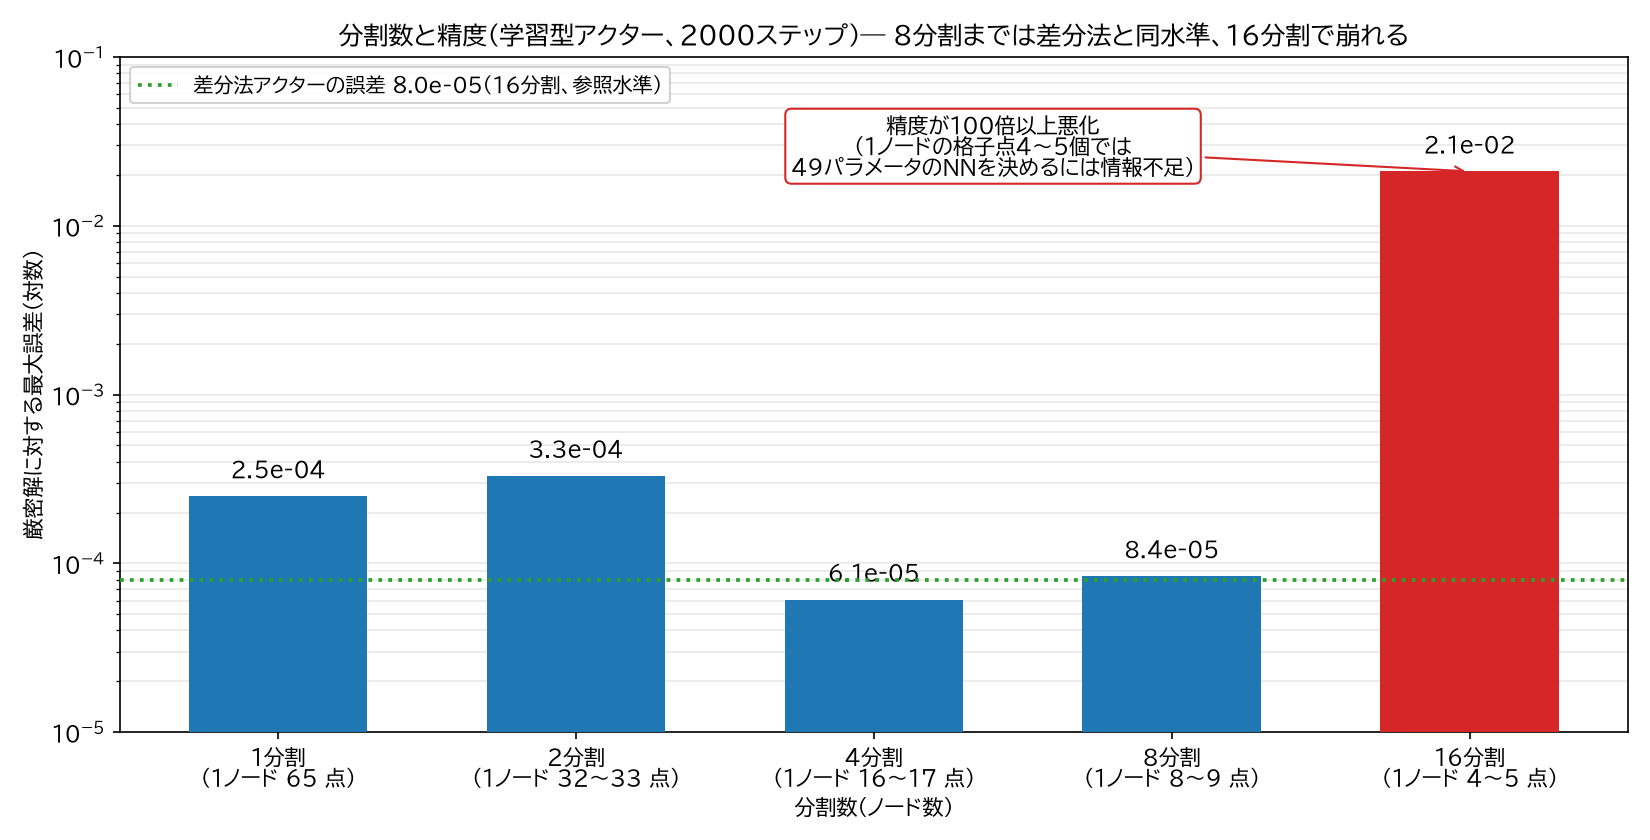 分割数と精度(学習型アクター、2000ステップ)— 8分割までは差分法と同水準、16分割で崩れる
10⁻¹
差分法アクターの誤差 8.0e-05(16分割、参照水準)
精度が100倍以上悪化
(1ノードの格子点4～5個では
49パラメータのNNを決めるには情報不足)
2.1e-02
10⁻²
厳密解に対する最大誤差(対数)
10⁻³
3.3e-04
2.5e-04
10⁻⁴
8.4e-05
6.1e-05
10⁻⁵
1分割
(1ノード 65 点)
2分割
(1ノード 32～33 点)
4分割
(1ノード 16～17 点)
8分割
(1ノード 8～9 点)
16分割
(1ノード 4～5 点)
分割数(ノード数)